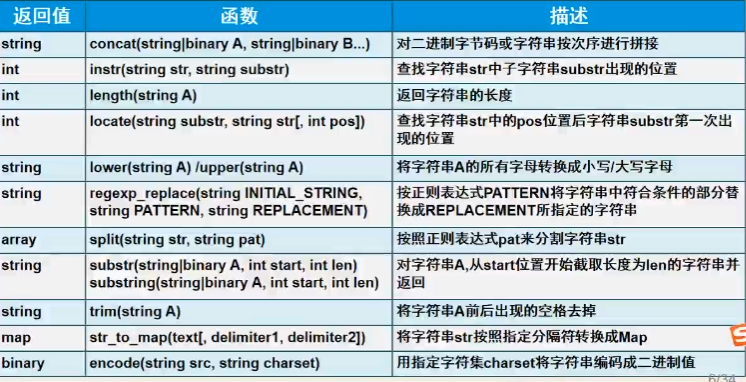 返回值 函数 描述
string concat(string|binary A, string|binary B...) 对二进制字节码或字符串按次序进行拼接
int instr(string str, string substr) 查找字符串str中子字符串substr出现的位置
int length(string A) 返回字符串的长度
int locate(string substr, string str[, int pos]) 查找字符串str中的pos位置后字符串substr第一次出
现的位置
string lower(string A) /upper(string A) 将字符串A的所有字母转换成小写/大写字母
string regexp_replace(string INITIAL_STRING, 按正则表达式PATTERN将字符串中符合条件的部分替
string PATTERN, string REPLACEMENT) 换成REPLACEMENT所指定的字符串
array split(string str, string pat) 按照正则表达式pat来分割字符串str
string substr(string|binary A, int start, int len) 对字符串A,从start位置开始截取长度为len的字符串并
substring(string|binary A, int start, int len) 返回
string trim(string A) 将字符串A前后出现的空格去掉
map str_to_map(text[, delimiter1, delimiter2]) 将字符串str按照指定分隔符转换成Map
binary encode(string src, string charset) 用指定字符集charset将字符串编码成二进制值